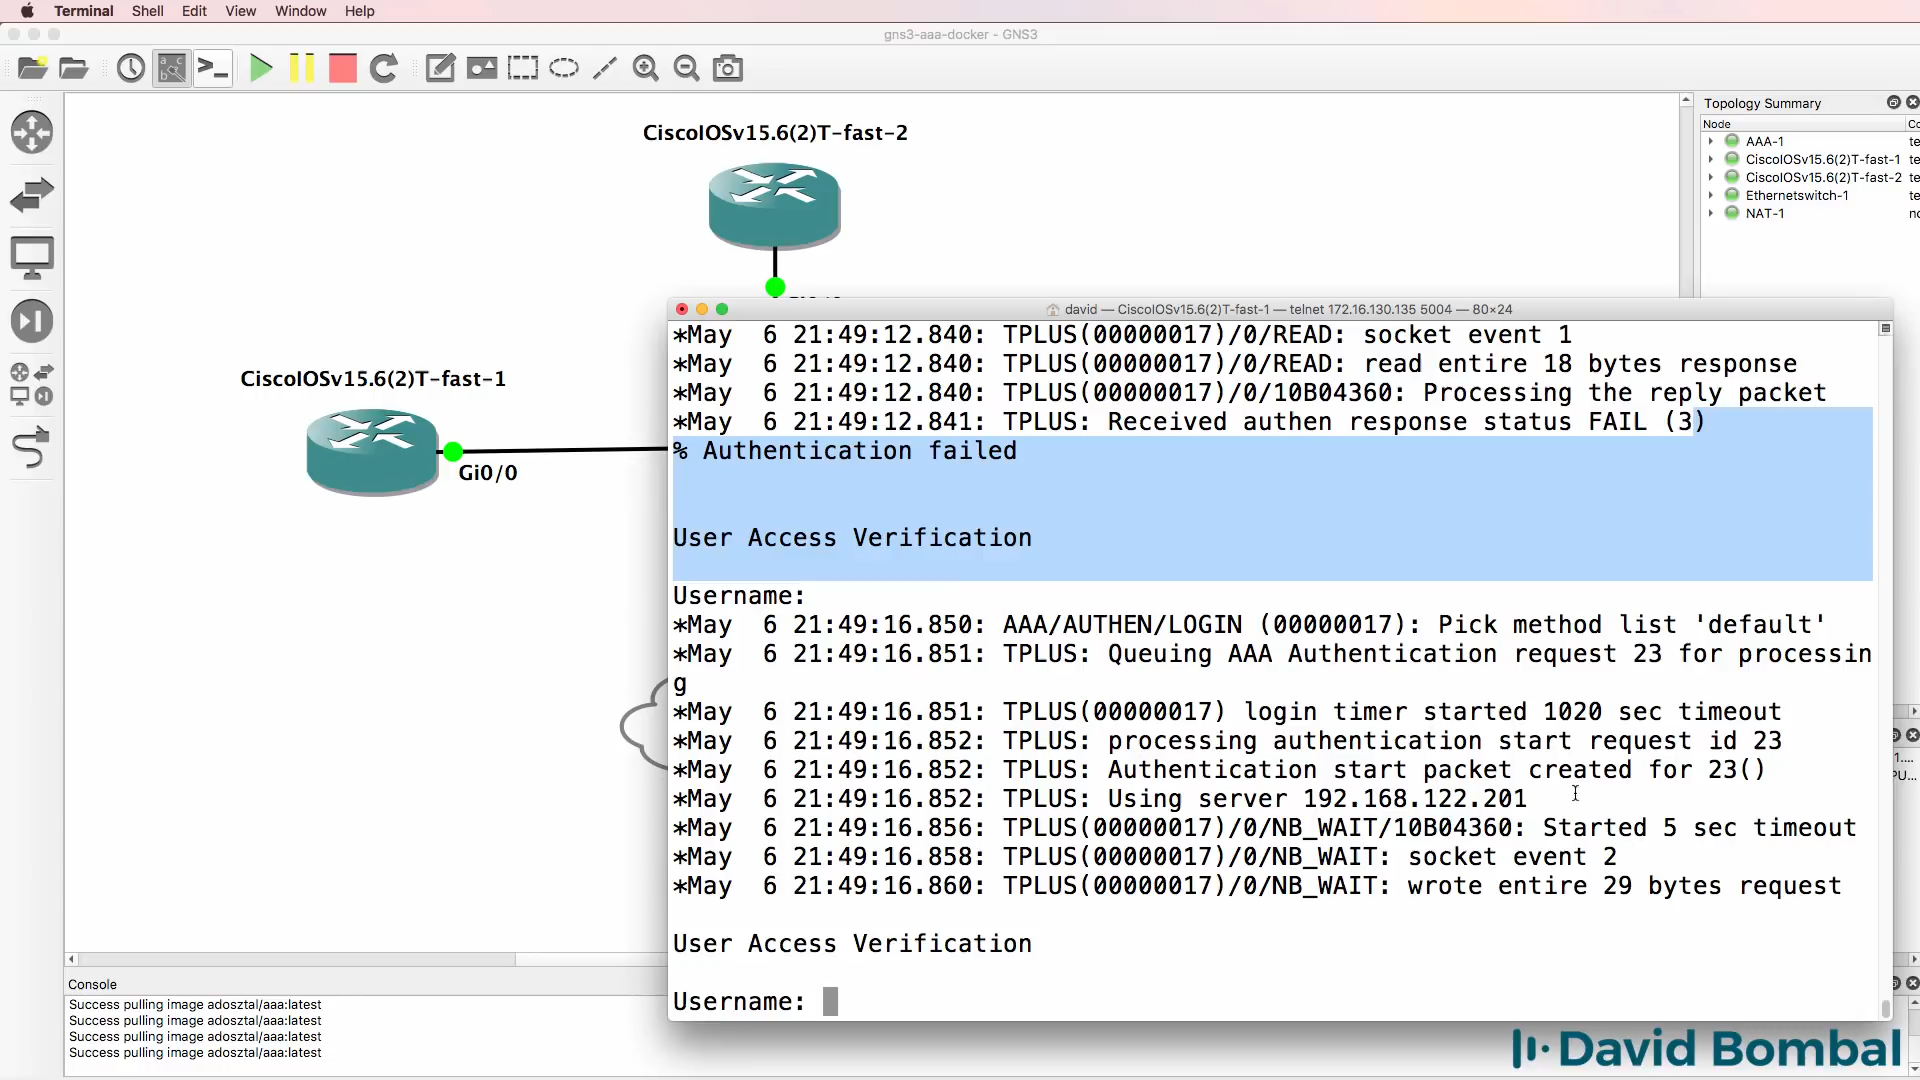 Terminal Shell Edit View Window Help
gns3-aaa-docker - GNS3
CiscoIOSv15.6(2)T-fast-2
CiscoIOSv15.6(2)T-fast-1
Gi0/0
Topology Summary
Node
AAA-1
CiscoIOSv15.6(2)T-fast-1
CiscoIOSv15.6(2)T-fast-2
Ethernetswitch-1
NAT-1
david — CiscoIOSv15.6(2)T-fast-1 — telnet 172.16.130.135 5004 — 80×24
*May  6 21:49:12.840: TPLUS(00000017)/0/READ: socket event 1
*May  6 21:49:12.840: TPLUS(00000017)/0/READ: read entire 18 bytes response
*May  6 21:49:12.840: TPLUS(00000017)/0/10B04360: Processing the reply packet
*May  6 21:49:12.841: TPLUS: Received authen response status FAIL (3)
% Authentication failed
User Access Verification
Username:
*May  6 21:49:16.850: AAA/AUTHEN/LOGIN (00000017): Pick method list 'default'
*May  6 21:49:16.851: TPLUS: Queuing AAA Authentication request 23 for processin
g
*May  6 21:49:16.851: TPLUS(00000017) login timer started 1020 sec timeout
*May  6 21:49:16.852: TPLUS: processing authentication start request id 23
*May  6 21:49:16.852: TPLUS: Authentication start packet created for 23()
*May  6 21:49:16.852: TPLUS: Using server 192.168.122.201
*May  6 21:49:16.856: TPLUS(00000017)/0/NB_WAIT/10B04360: Started 5 sec timeout
*May  6 21:49:16.858: TPLUS(00000017)/0/NB_WAIT: socket event 2
*May  6 21:49:16.860: TPLUS(00000017)/0/NB_WAIT: wrote entire 29 bytes request
User Access Verification
Username:
Console
Success pulling image adosztal/aaa:latest
Success pulling image adosztal/aaa:latest
Success pulling image adosztal/aaa:latest
Success pulling image adosztal/aaa:latest
David Bombal